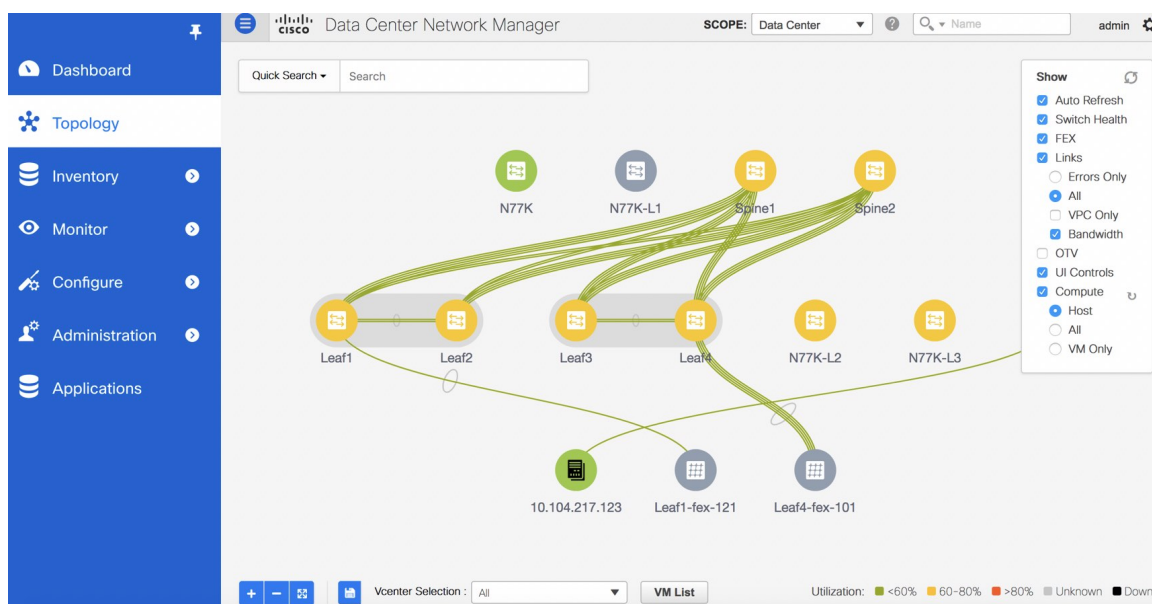 CISCO Data Center Network Manager SCOPE: Data Center ? Name admin
Dashboard
Topology
Inventory
Monitor
Configure
Administration
Applications
Quick Search Search
Show
Auto Refresh
Switch Health
FEX
Links
Errors Only
All
VPC Only
Bandwidth
OTV
UI Controls
Compute
Host
All
VM Only
N77K N77K-L1 Spine1 Spine2
Leaf1 Leaf2 Leaf3 Leaf4 N77K-L2 N77K-L3
10.104.217.123 Leaf1-fex-121 Leaf4-fex-101
+ − Vcenter Selection : All VM List Utilization: <60% 60-80% >80% Unknown Down